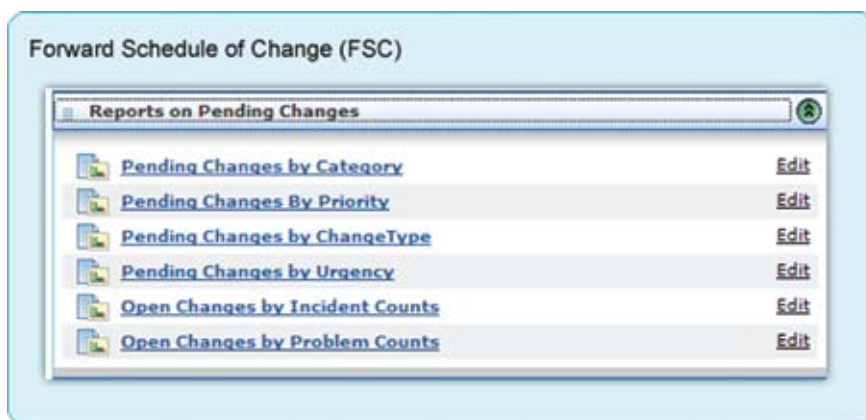 Forward Schedule of Change (FSC)
Reports on Pending Changes
Pending Changes by Category Edit
Pending Changes By Priority Edit
Pending Changes by ChangeType Edit
Pending Changes by Urgency Edit
Open Changes by Incident Counts Edit
Open Changes by Problem Counts Edit